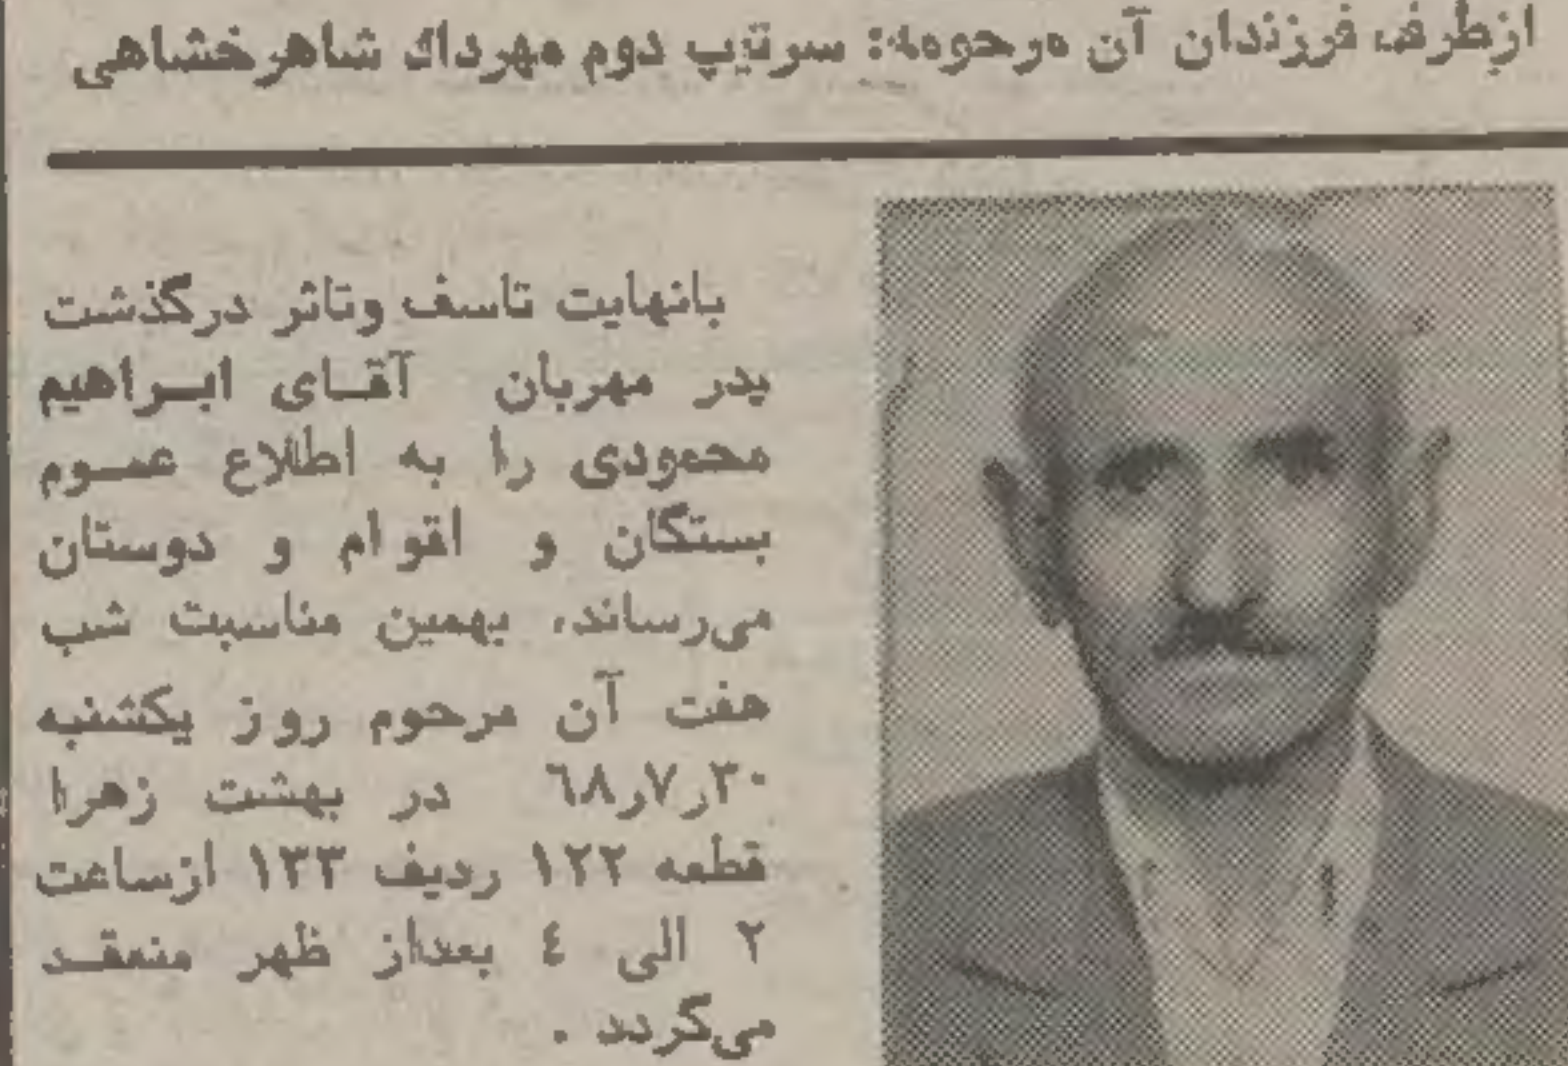 ازطرف فرزندان آن مرحومه: سرتیپ دوم مهرداد شاهرخشاهی
بانهایت تاسف وتاثر درگذشت
پدر مهربان آقای ابراهیم
محمودی را به اطلاع عموم
بستگان و اقوام و دوستان
می‌رساند، بهمین مناسبت شب
هفت آن مرحوم روز یکشنبه
۳۰ر۷ر۶۸ در بهشت زهرا
قطعه ۱۲۲ ردیف ۱۳۳ ازساعت
۲ الی ۴ بعداز ظهر منعقد
می‌گردد .